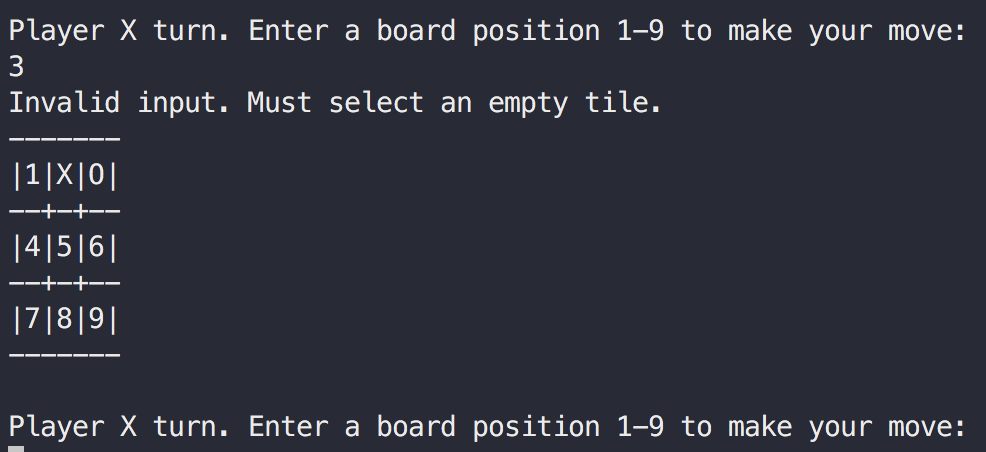 Player X turn. Enter a board position 1-9 to make your move:
3
Invalid input. Must select an empty tile.
-------
|1|X|O|
--+-+--
|4|5|6|
--+-+--
|7|8|9|
-------
Player X turn. Enter a board position 1-9 to make your move: